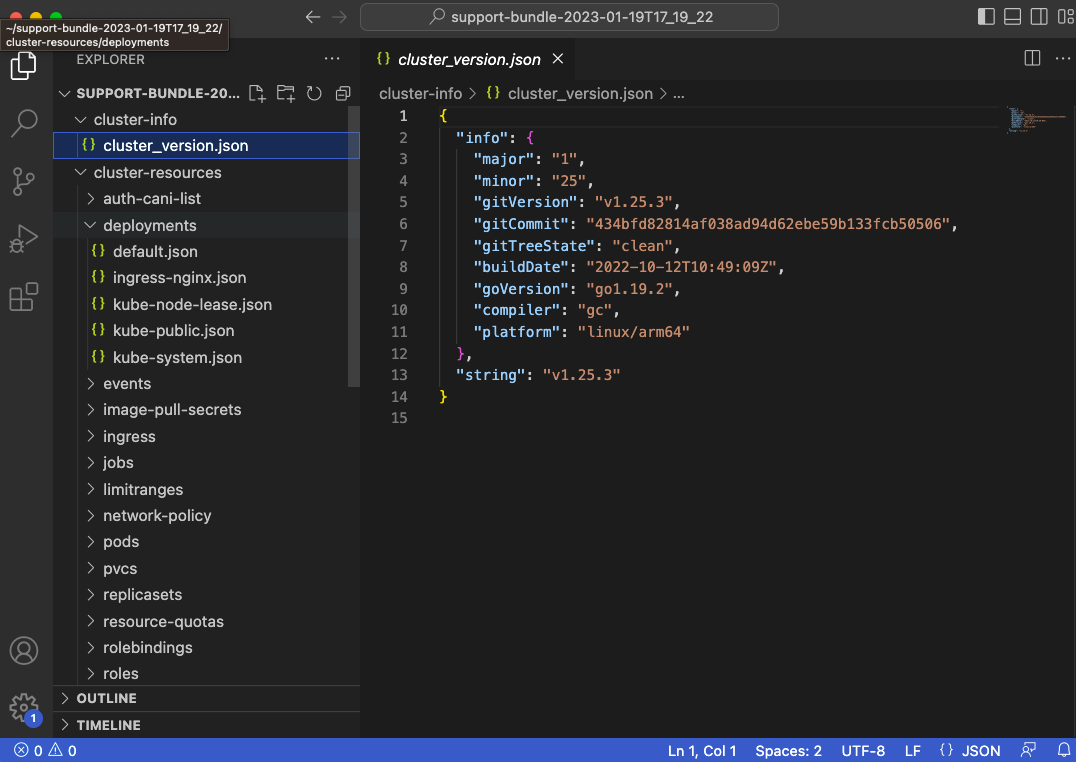 support-bundle-2023-01-19T17_19_22
~/support-bundle-2023-01-19T17_19_22/
cluster-resources/deployments
EXPLORER
SUPPORT-BUNDLE-20...
cluster-info
{} cluster_version.json
cluster-resources
auth-cani-list
deployments
{} default.json
{} ingress-nginx.json
{} kube-node-lease.json
{} kube-public.json
{} kube-system.json
events
image-pull-secrets
ingress
jobs
limitranges
network-policy
pods
pvcs
replicasets
resource-quotas
rolebindings
roles
OUTLINE
TIMELINE
1
{} cluster_version.json
cluster-info > {} cluster_version.json > ...
1 {
2 "info": {
3 "major": "1",
4 "minor": "25",
5 "gitVersion": "v1.25.3",
6 "gitCommit": "434bfd82814af038ad94d62ebe59b133fcb50506",
7 "gitTreeState": "clean",
8 "buildDate": "2022-10-12T10:49:09Z",
9 "goVersion": "go1.19.2",
10 "compiler": "gc",
11 "platform": "linux/arm64"
12 },
13 "string": "v1.25.3"
14 }
15
0 0 Ln 1, Col 1 Spaces: 2 UTF-8 LF {} JSON